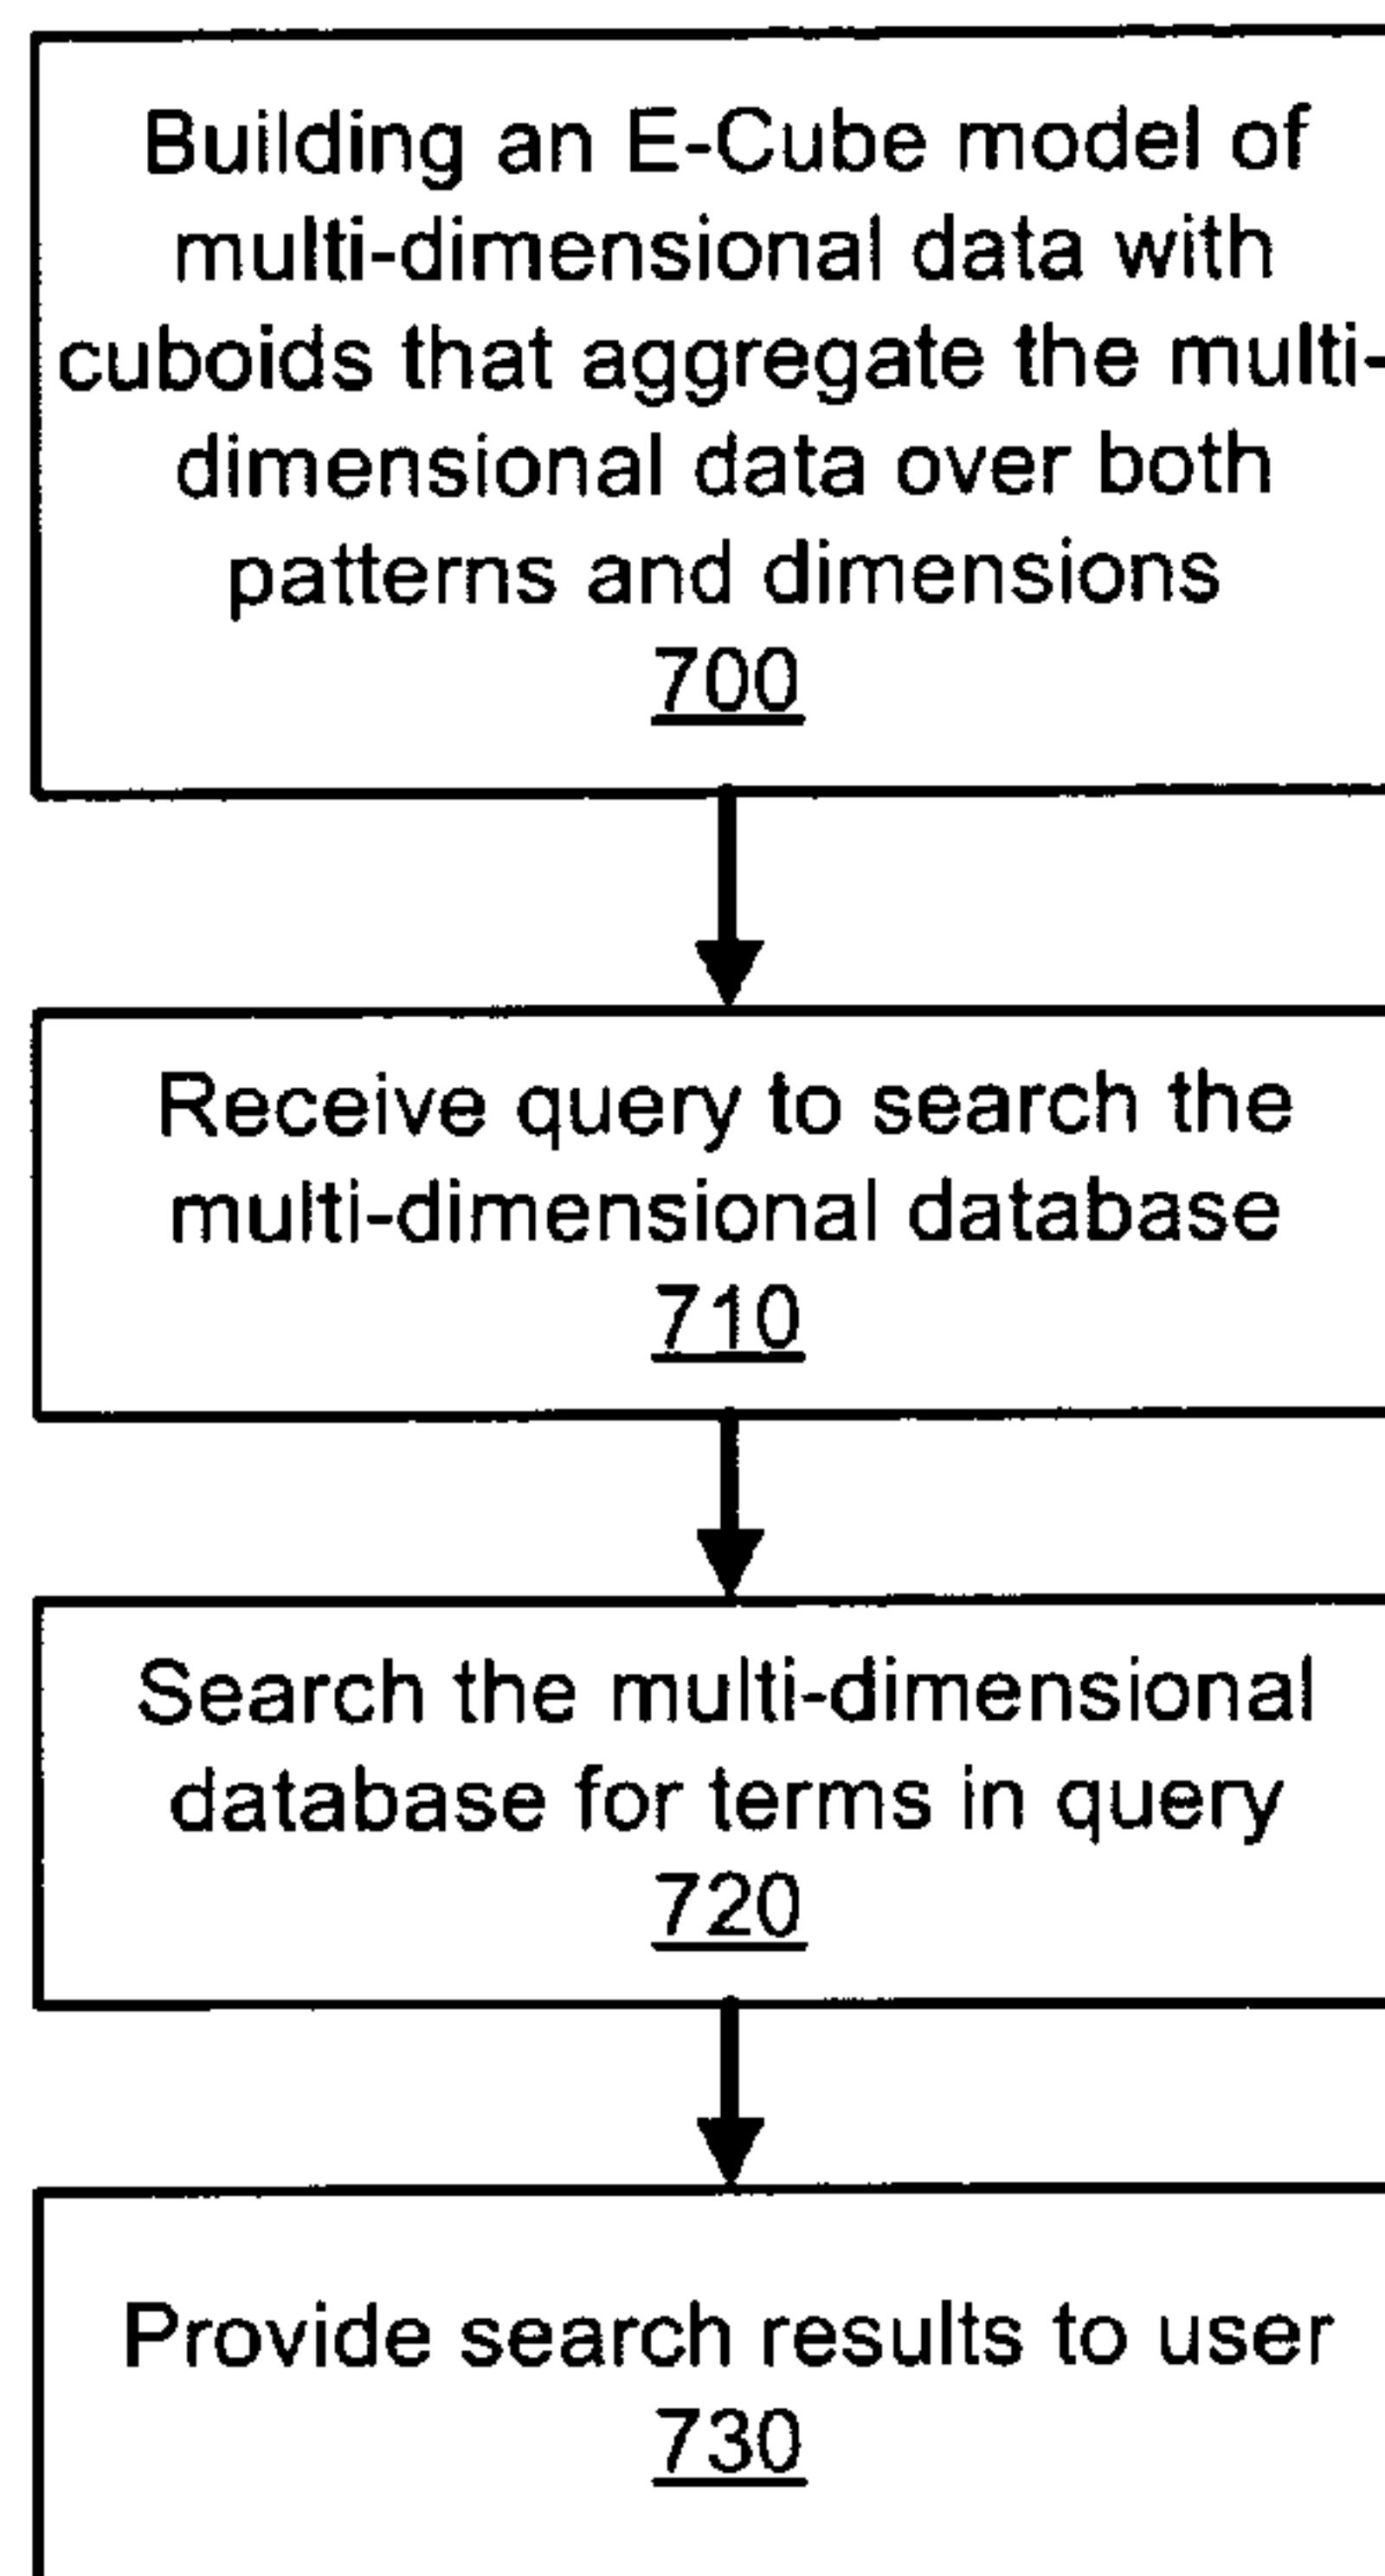 Building an E-Cube model of
multi-dimensional data with
cuboids that aggregate the multi-
dimensional data over both
patterns and dimensions
700
Receive query to search the
multi-dimensional database
710
Search the multi-dimensional
database for terms in query
720
Provide search results to user
730